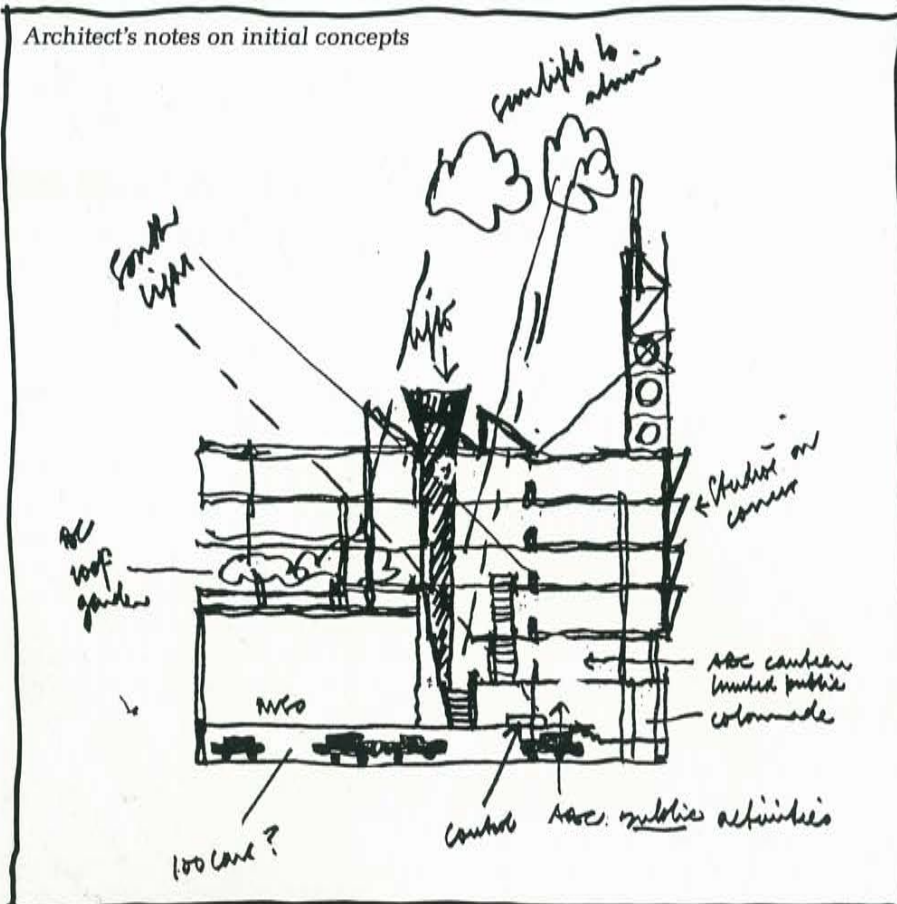 Architect's notes on initial concepts
sunlight to
South
light
lifts
Studios on
corner
ABC
roof
garden
ABC canteen
limited public
colonnade
control
ABC public activities
100 cars?